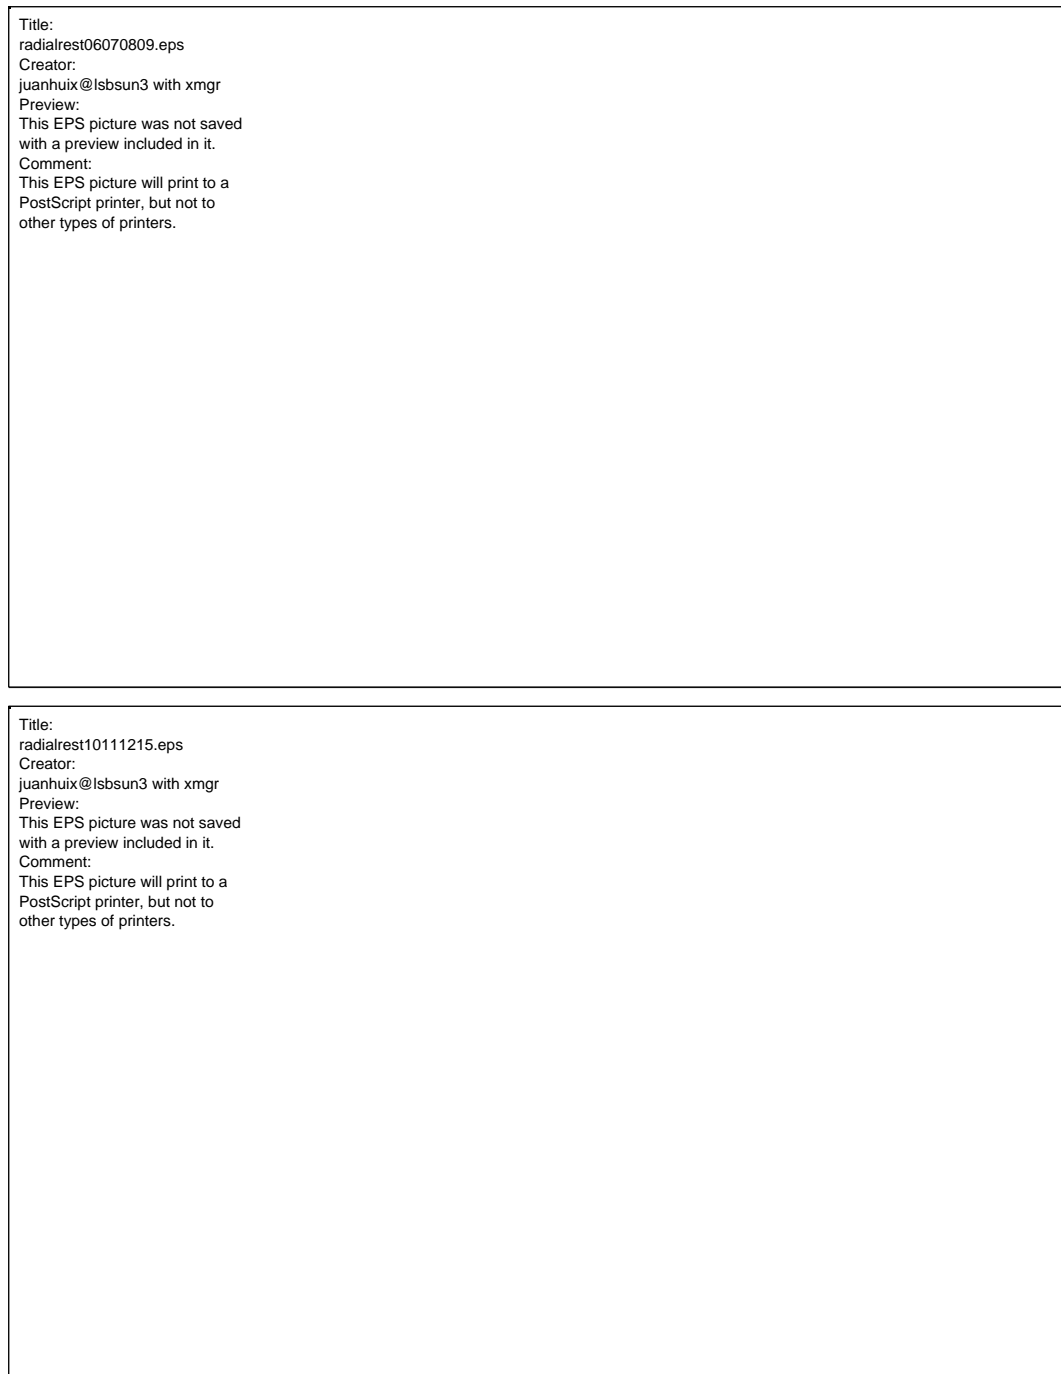 Title:
radialrest06070809.eps
Creator:
juanhuix@lsbsun3 with xmgr
Preview:
This EPS picture was not saved
with a preview included in it.
Comment:
This EPS picture will print to a
PostScript printer, but not to
other types of printers.
Title:
radialrest10111215.eps
Creator:
juanhuix@lsbsun3 with xmgr
Preview:
This EPS picture was not saved
with a preview included in it.
Comment:
This EPS picture will print to a
PostScript printer, but not to
other types of printers.